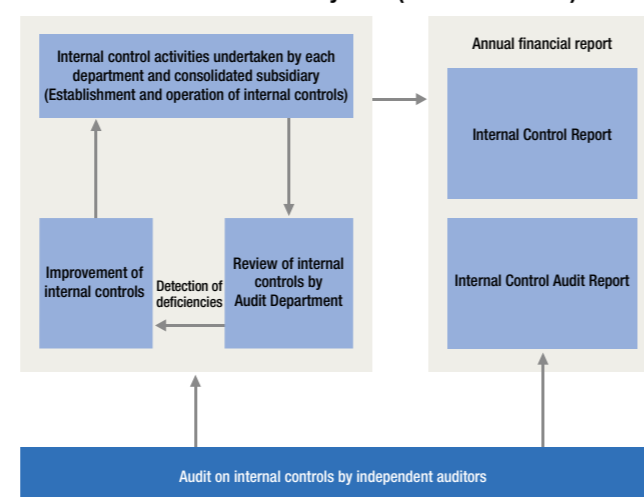 Internal control activities undertaken by each
department and consolidated subsidiary
(Establishment and operation of internal controls)
Improvement of
internal controls
Detection of
deficiencies
Review of internal
controls by
Audit Department
Annual financial report
Internal Control Report
Internal Control Audit Report
Audit on internal controls by independent auditors